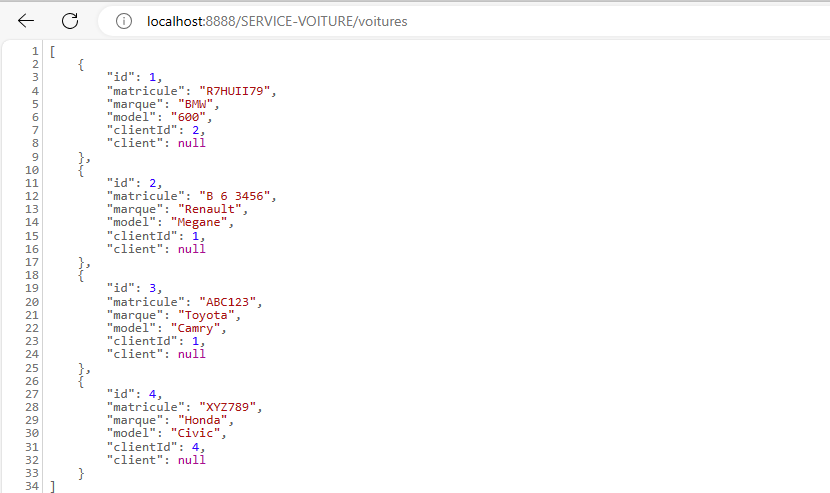 localhost:8888/SERVICE-VOITURE/voitures
1 [
2 {
3 "id": 1,
4 "matricule": "R7HUII79",
5 "marque": "BMW",
6 "model": "600",
7 "clientId": 2,
8 "client": null
9 },
10 {
11 "id": 2,
12 "matricule": "B 6 3456",
13 "marque": "Renault",
14 "model": "Megane",
15 "clientId": 1,
16 "client": null
17 },
18 {
19 "id": 3,
20 "matricule": "ABC123",
21 "marque": "Toyota",
22 "model": "Camry",
23 "clientId": 1,
24 "client": null
25 },
26 {
27 "id": 4,
28 "matricule": "XYZ789",
29 "marque": "Honda",
30 "model": "Civic",
31 "clientId": 4,
32 "client": null
33 }
34 ]